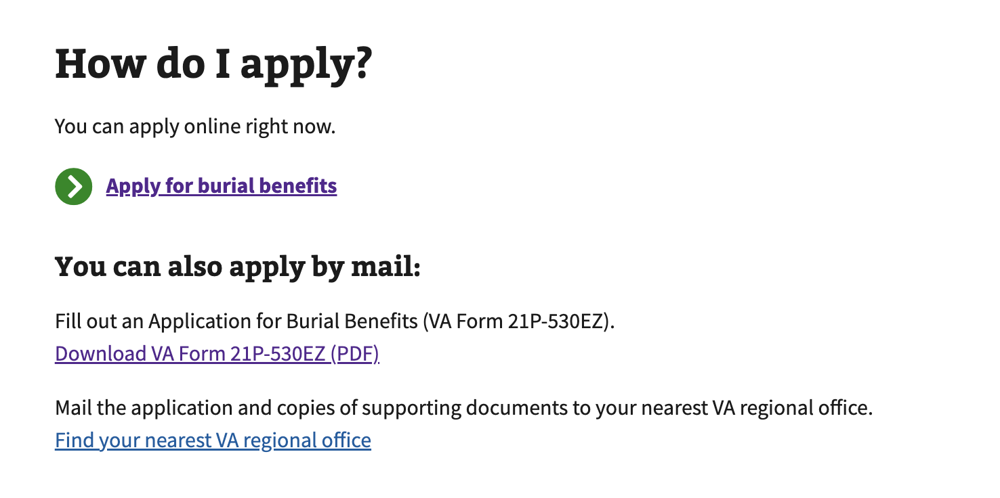 How do I apply?
You can apply online right now.
Apply for burial benefits
You can also apply by mail:
Fill out an Application for Burial Benefits (VA Form 21P-530EZ).
Download VA Form 21P-530EZ (PDF)
Mail the application and copies of supporting documents to your nearest VA regional office.
Find your nearest VA regional office